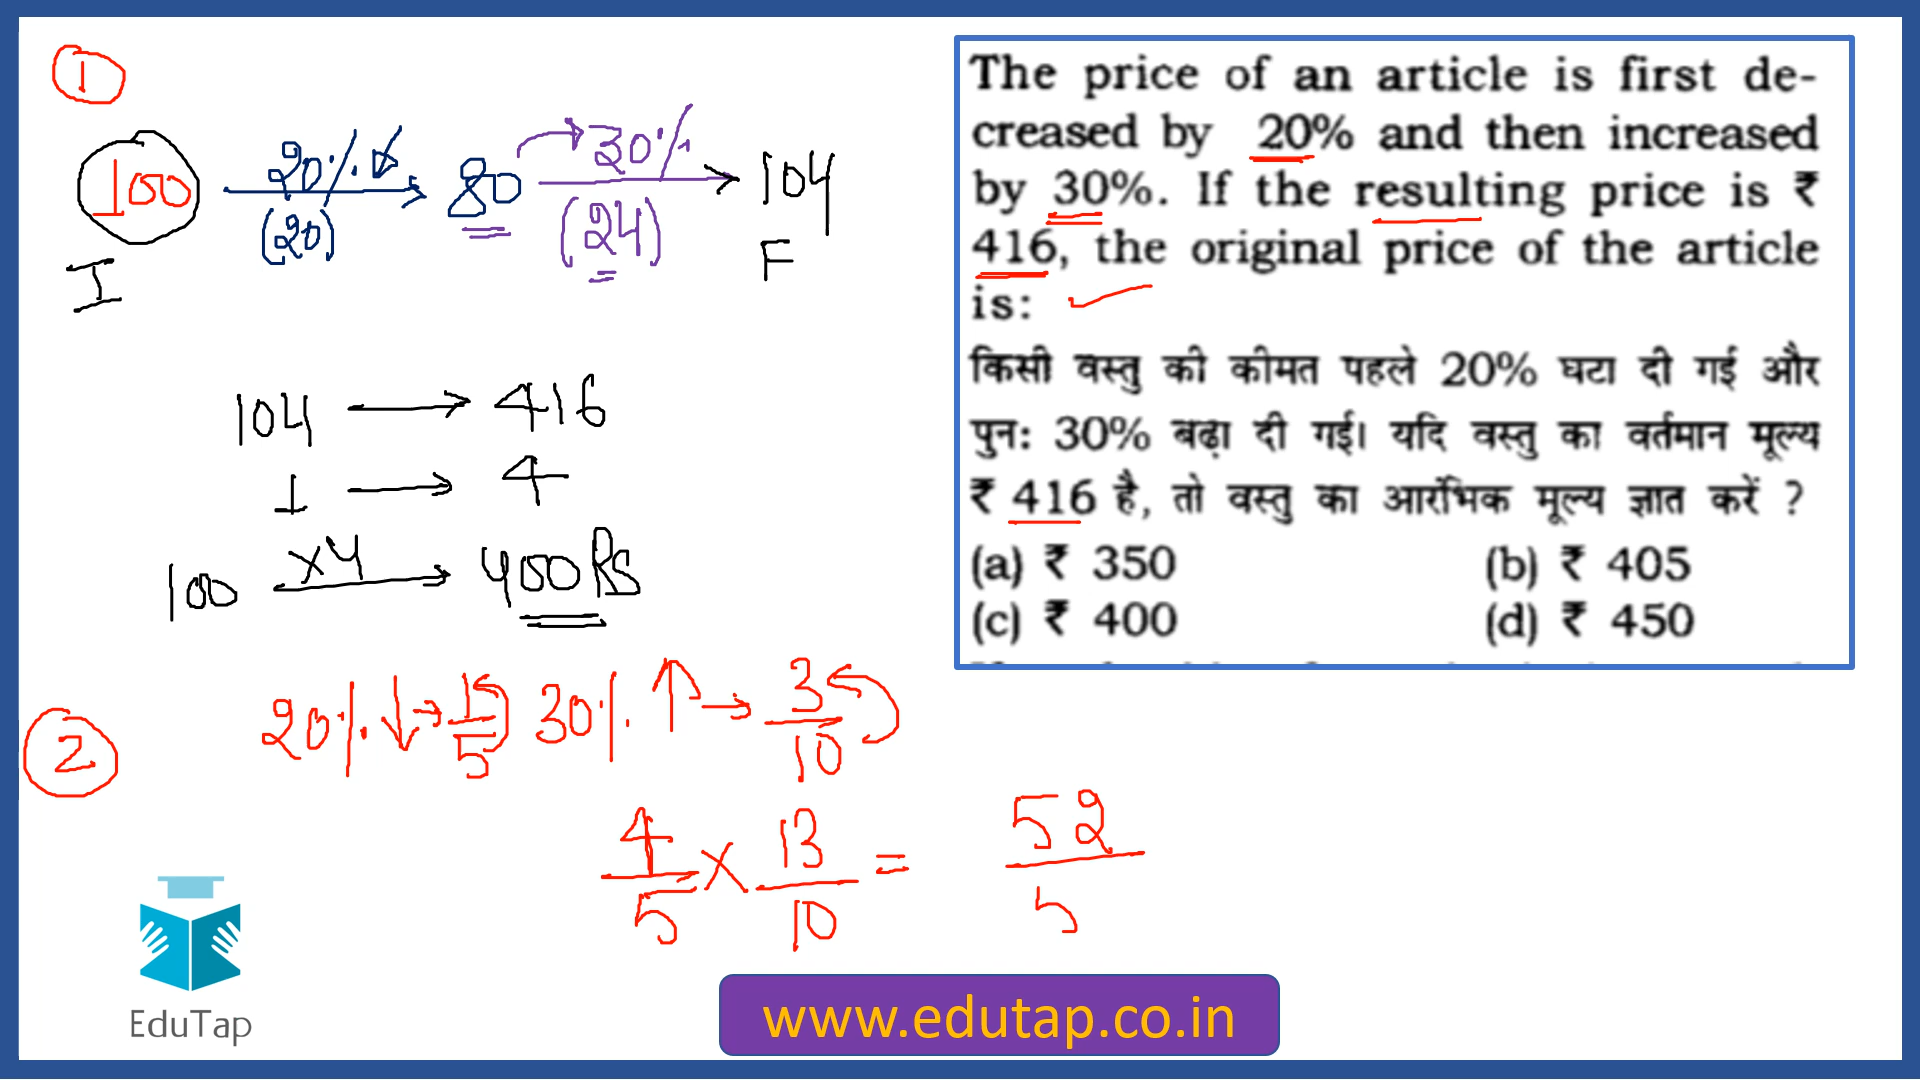 1
100 20% 80 30% 104
(20) (24)
I F
104 → 416
1 → 4
100 ×4 → 400 Rs
2
20% ↓ → 1/5 30% ↑ → 3/10
4/5 × 13/10 = 52/5
The price of an article is first de-
creased by 20% and then increased
by 30%. If the resulting price is ₹
416, the original price of the article
is:
किसी वस्तु की कीमत पहले 20% घटा दी गई और
पुन: 30% बढ़ा दी गई। यदि वस्तु का वर्तमान मूल्य
₹ 416 है, तो वस्तु का आरंभिक मूल्य ज्ञात करें ?
(a) ₹ 350 (b) ₹ 405
(c) ₹ 400 (d) ₹ 450
EduTap
www.edutap.co.in